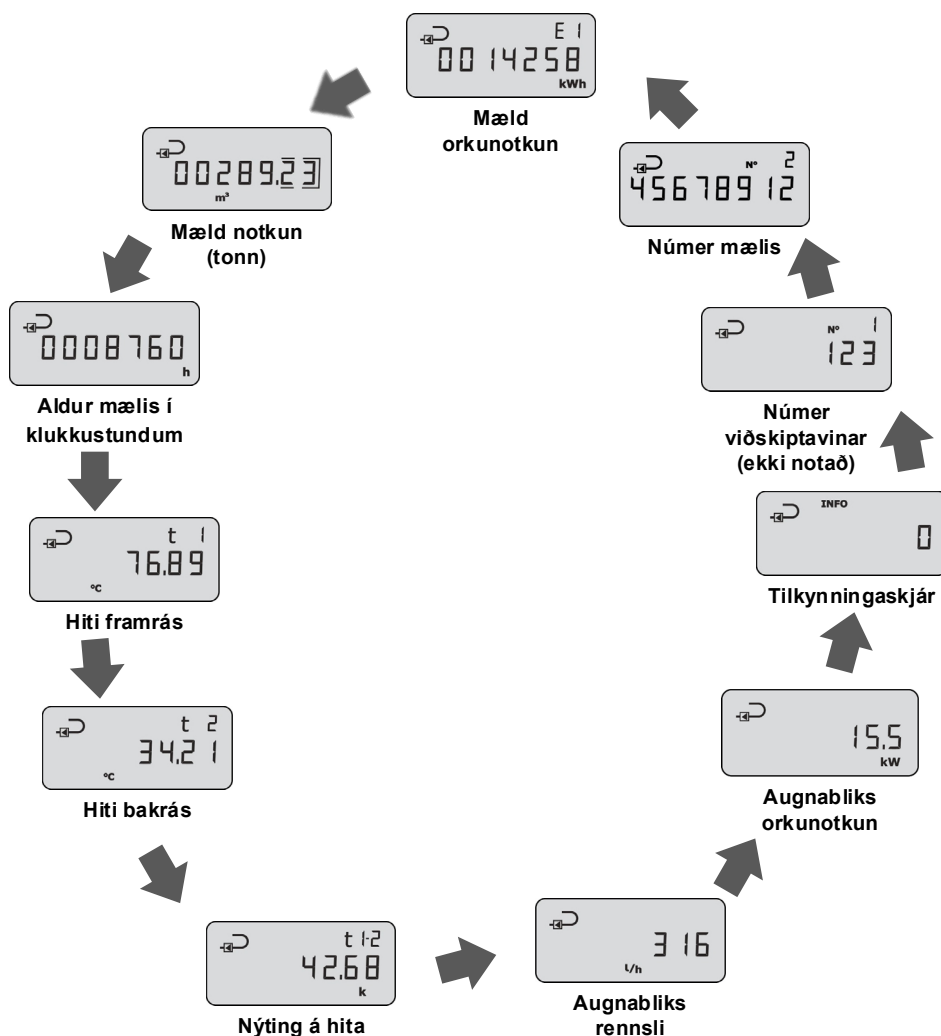 E 1
0014258
kWh
Mæld
orkunotkun
00289.23
m³
Mæld notkun
(tonn)
0008760
h
Aldur mælis í
klukkustundum
t 1
76.89
°C
Hiti framrás
t 2
34.21
°C
Hiti bakrás
t 1-2
42.68
k
Nýting á hita
316
l/h
Augnabliks
rennsli
15.5
kW
Augnabliks
orkunotkun
INFO
0
Tilkynningaskjár
Nº 1
123
Númer
viðskiptavinar
(ekki notað)
Nº 2
45678912
Númer mælis